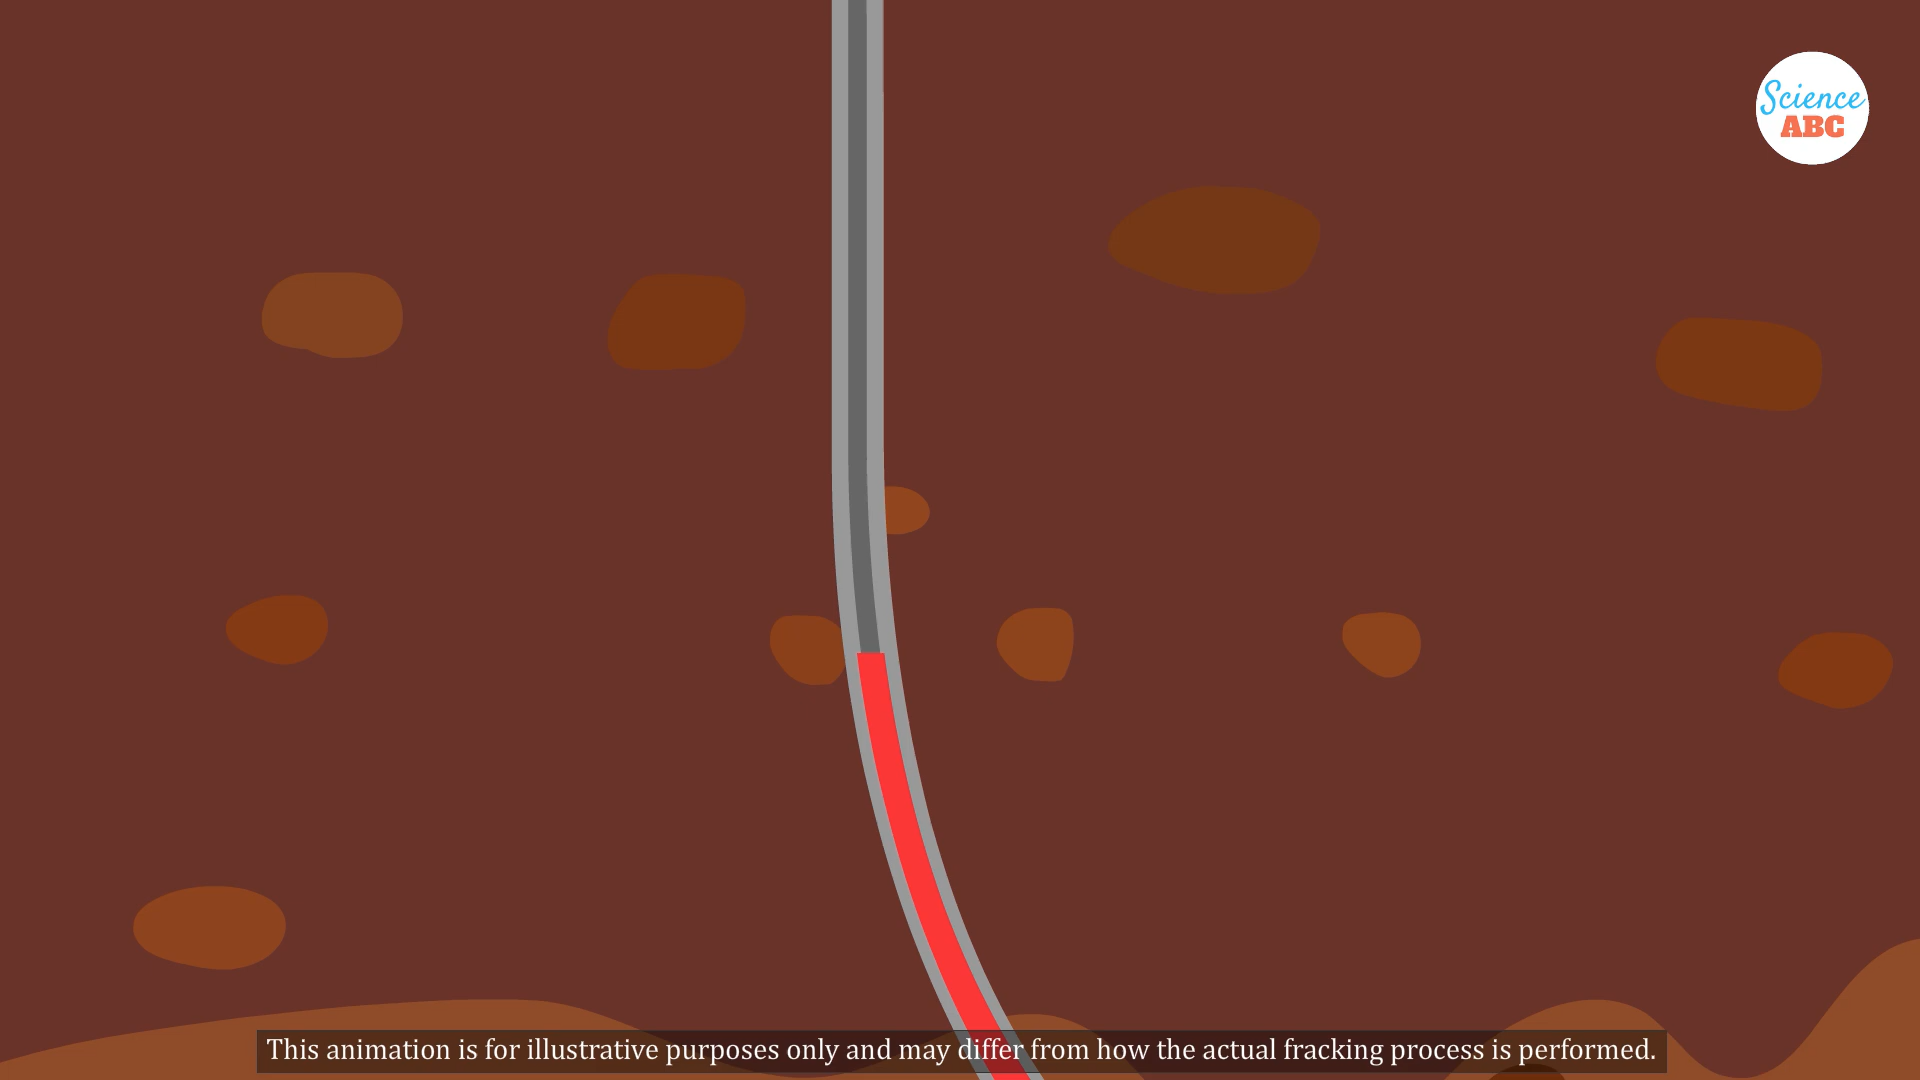 Science
ABC
This animation is for illustrative purposes only and may differ from how the actual fracking process is performed.